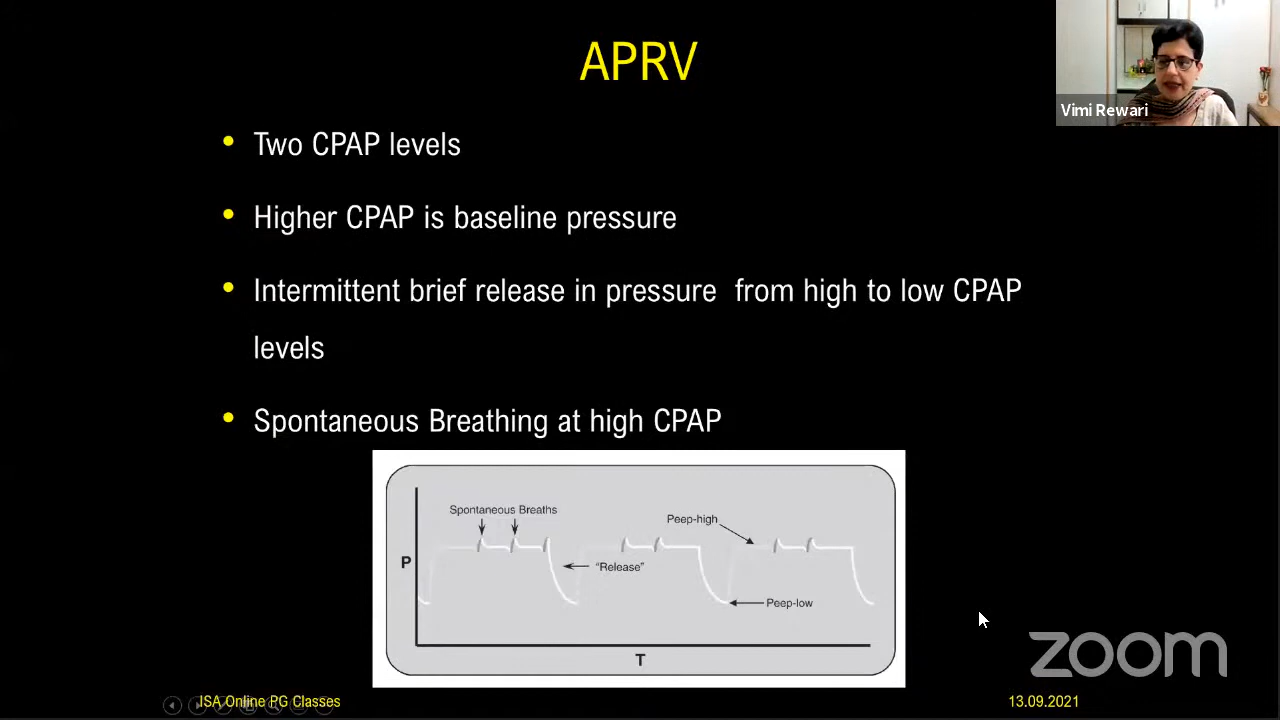 APRV
Vimi Rewari
• Two CPAP levels
• Higher CPAP is baseline pressure
• Intermittent brief release in pressure from high to low CPAP
levels
• Spontaneous Breathing at high CPAP
Spontaneous Breaths
Peep-high
P
"Release"
Peep-low
T
zoom
ISA Online PG Classes
13.09.2021